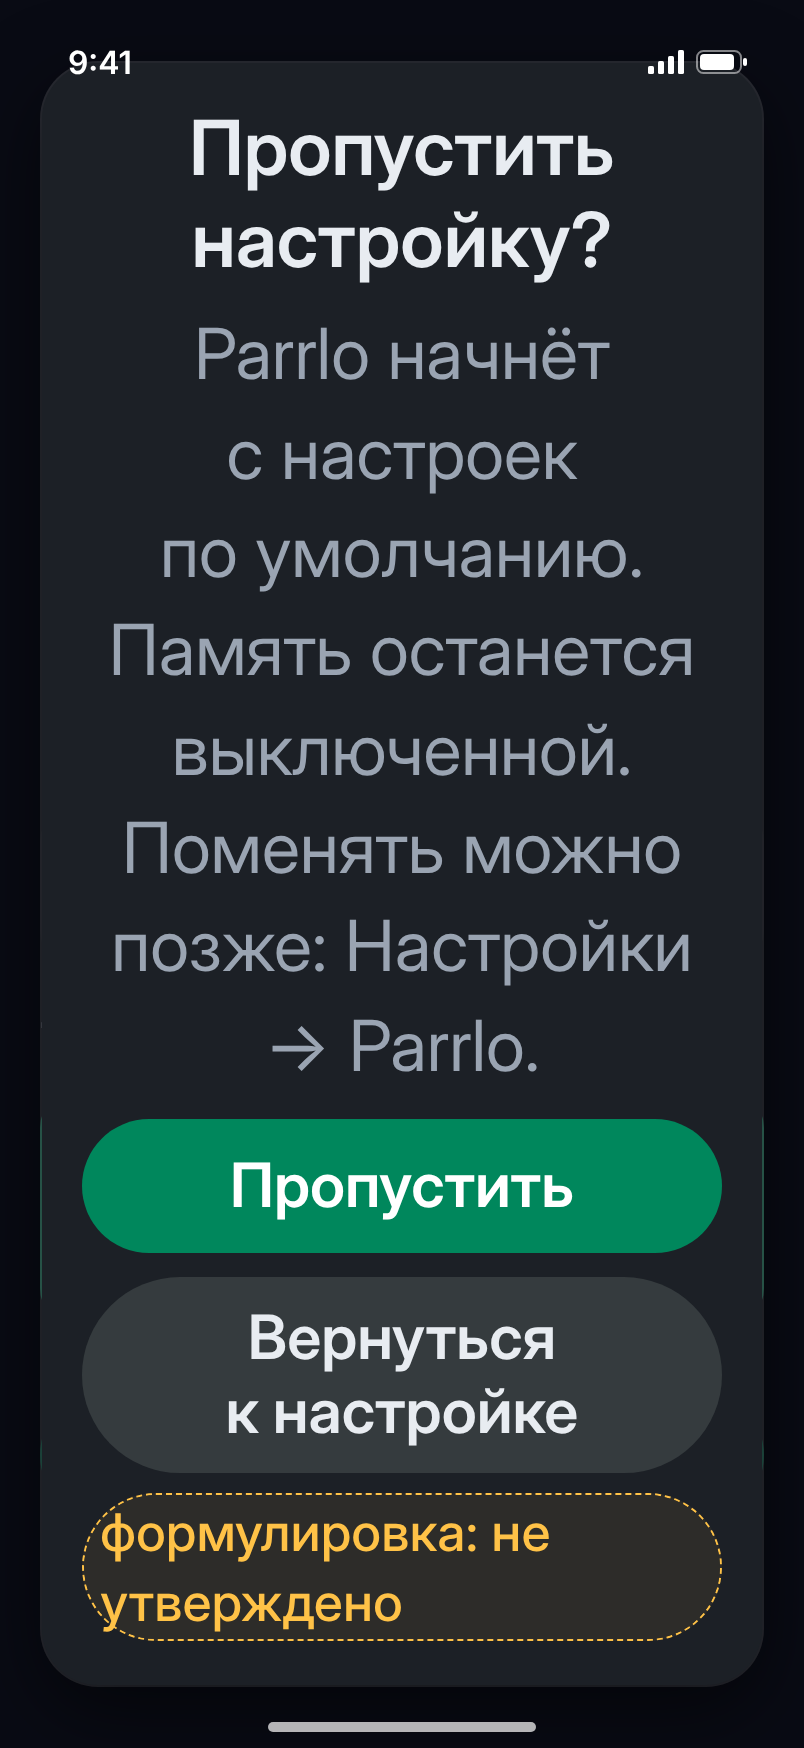 9:41
Пропустить
настройку?
Parrlo начнёт
с настроек
по умолчанию.
Память останется
выключенной.
Поменять можно
позже: Настройки
→ Parrlo.
Пропустить
Вернуться
к настройке
формулировка: не
утверждено